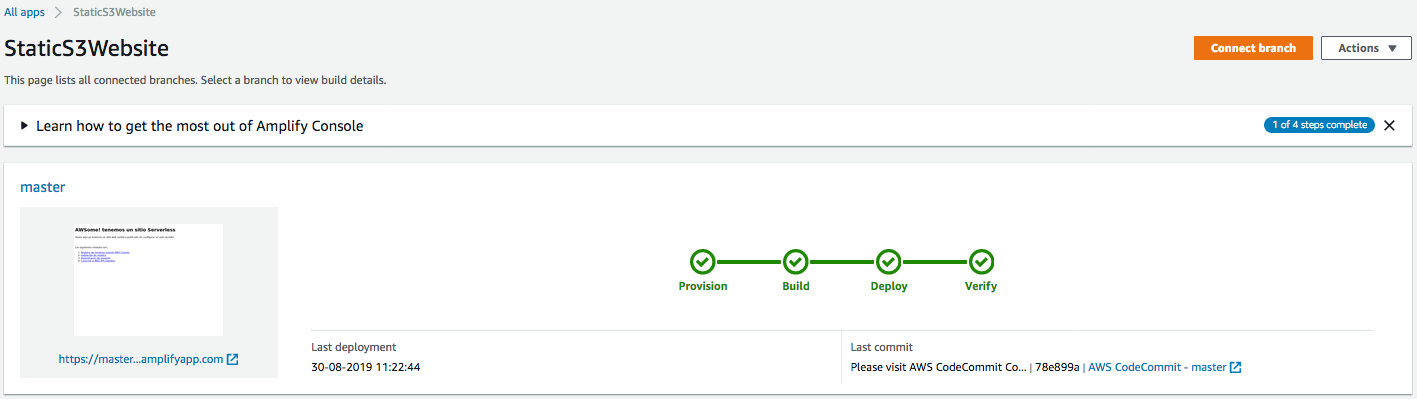 All apps > StaticS3Website
StaticS3Website
Connect branch
Actions
This page lists all connected branches. Select a branch to view build details.
Learn how to get the most out of Amplify Console
1 of 4 steps complete
master
AWSome! tenemos un sitio Serverless
https://master...amplifyapp.com
Provision
Build
Deploy
Verify
Last deployment
30-08-2019 11:22:44
Last commit
Please visit AWS CodeCommit Co... | 78e899a | AWS CodeCommit - master